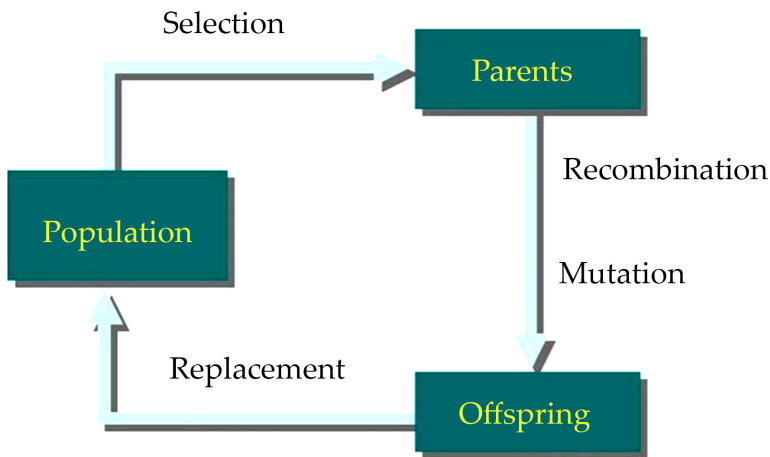 Selection
Parents
Recombination
Population
Mutation
Replacement
Offspring